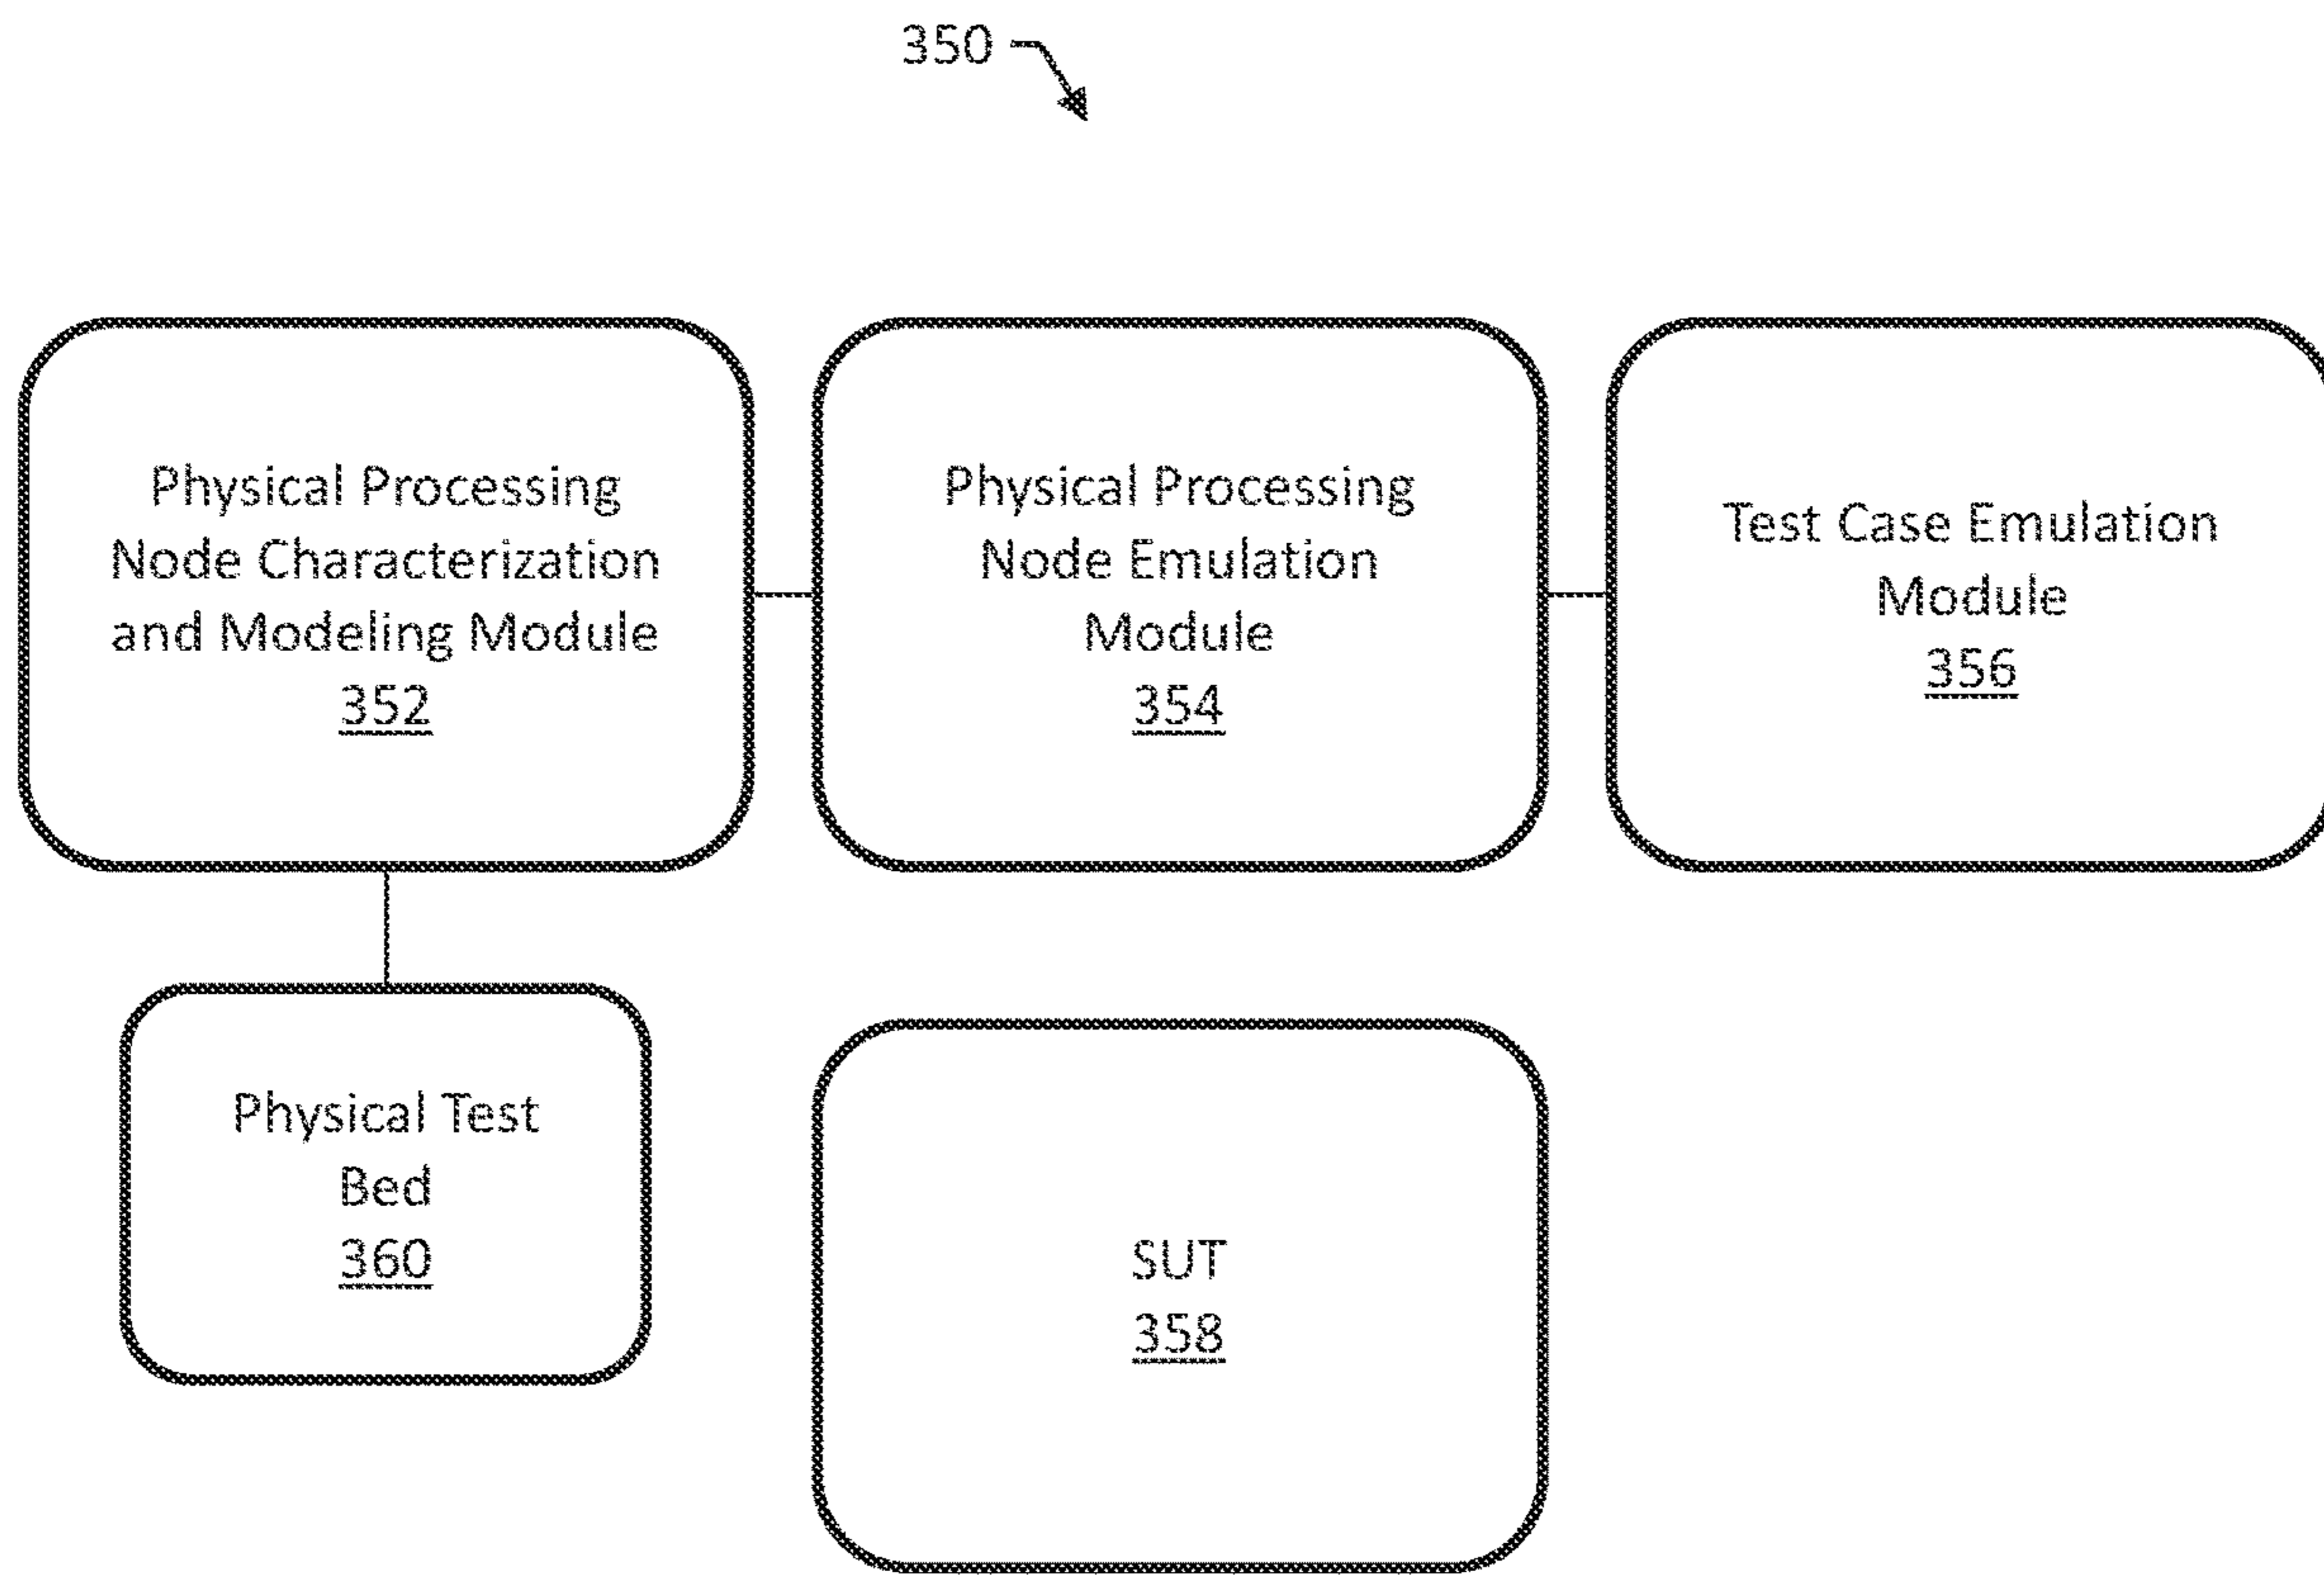 350
Physical Processing
Node Characterization
and Modeling Module
352
Physical Processing
Node Emulation
Module
354
Test Case Emulation
Module
356
Physical Test
Bed
360
SUT
358